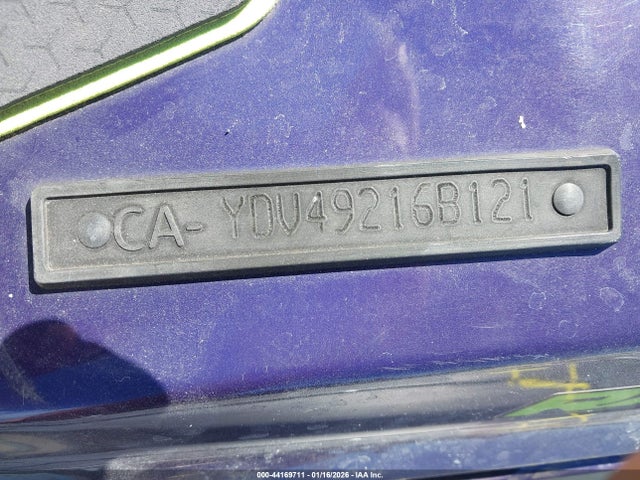 CA- YDV49216B121
000-44169711 - 01/16/2026 - IAA Inc.